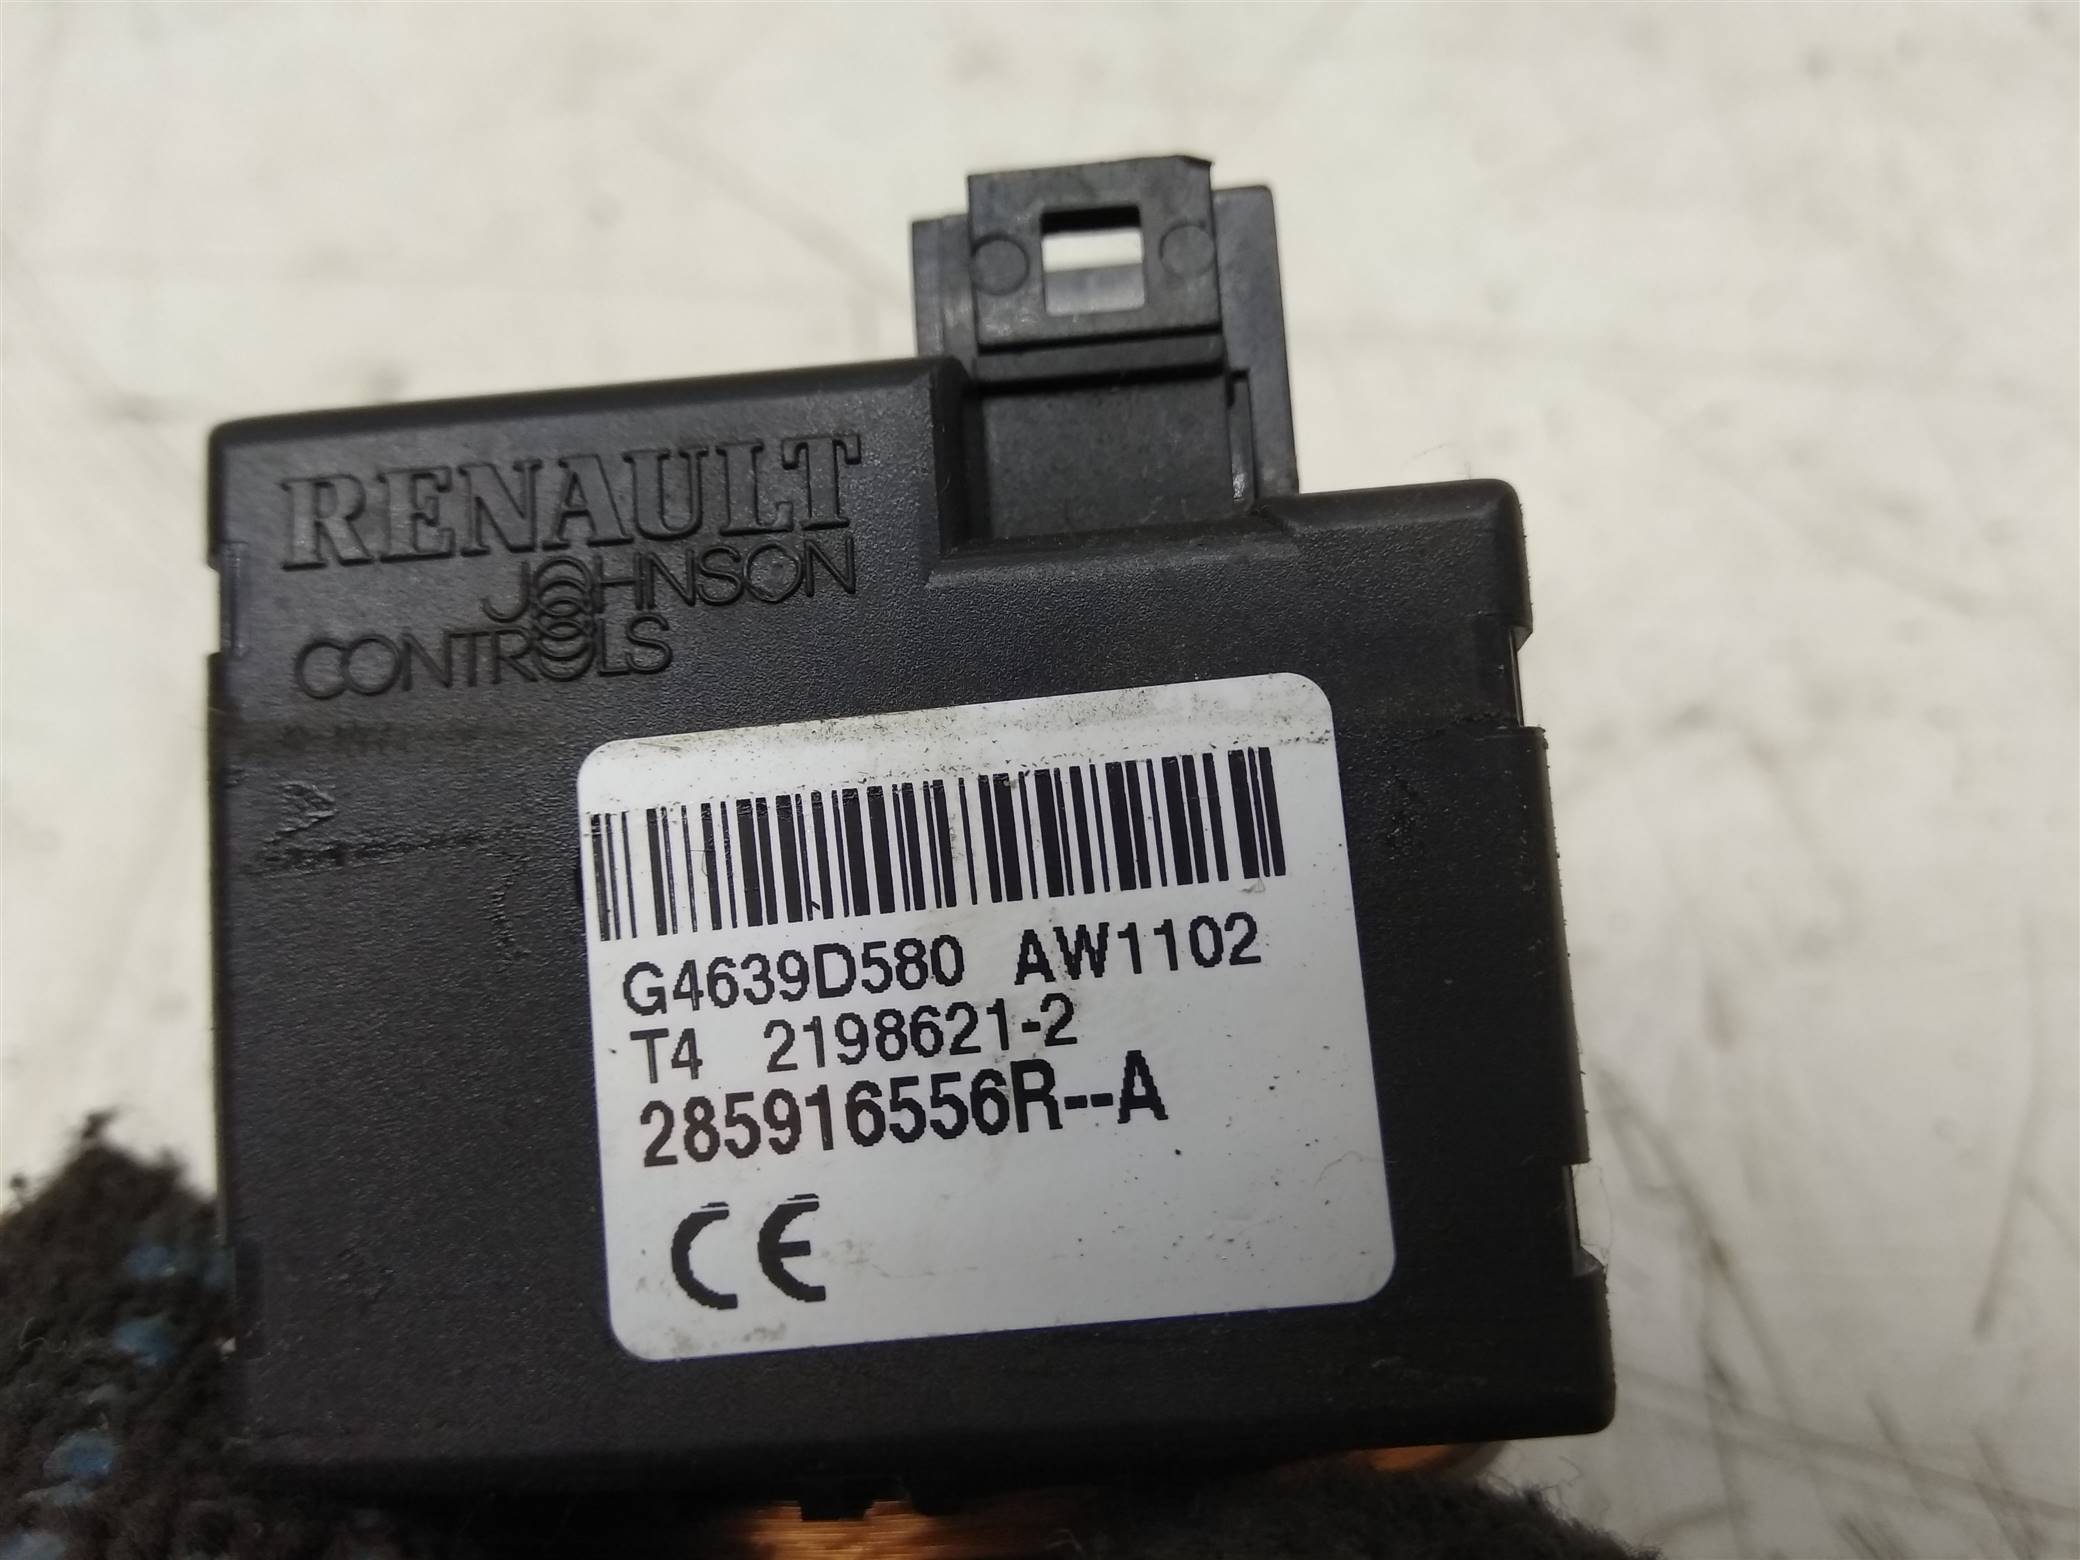 RENAULT
JOHNSON
CONTROLS
G4639D580 AW1102
T4 2198621-2
285916556R--A
CE